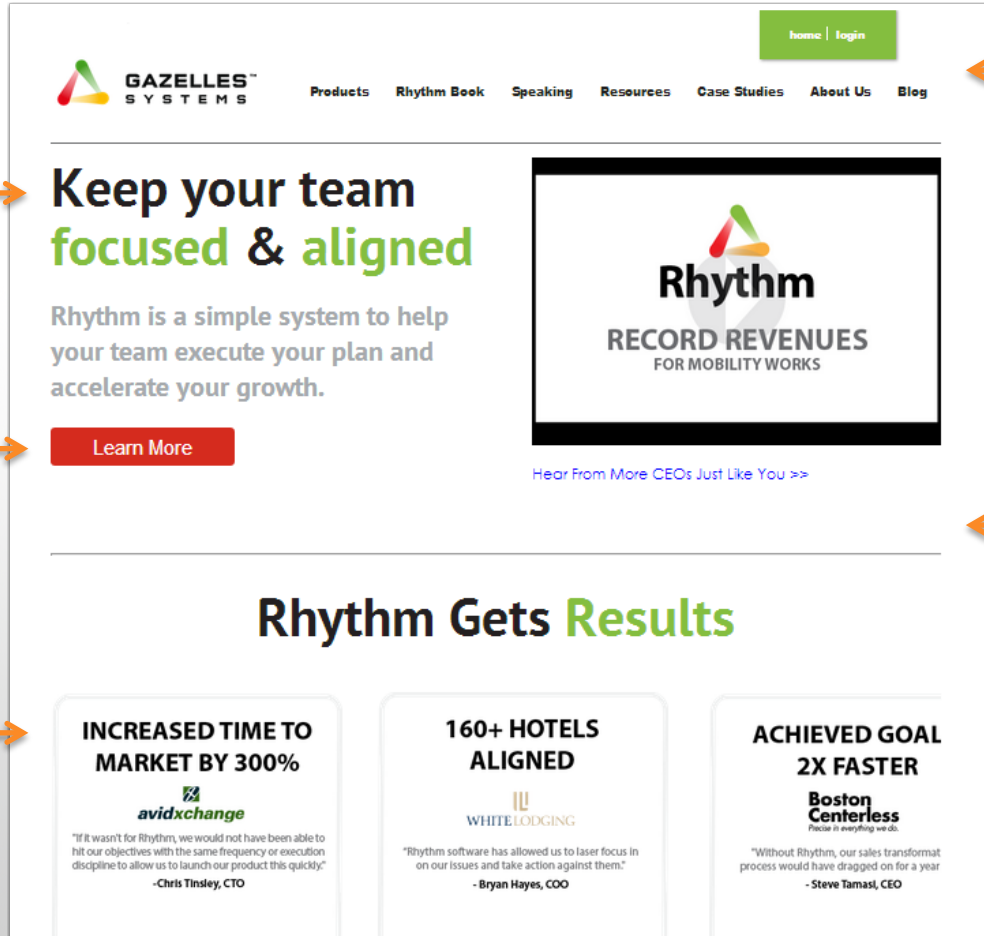 home | login
GAZELLES™
SYSTEMS
Products Rhythm Book Speaking Resources Case Studies About Us Blog
Keep your team
focused & aligned
Rhythm is a simple system to help
your team execute your plan and
accelerate your growth.
Learn More
Rhythm
RECORD REVENUES
FOR MOBILITY WORKS
Hear From More CEOs Just Like You >>
Rhythm Gets Results
INCREASED TIME TO
MARKET BY 300%
avidxchange
"If it wasn't for Rhythm, we would not have been able to
hit our objectives with the same frequency or execution
discipline to allow us to launch our product this quickly."
-Chris Tinsley, CTO
160+ HOTELS
ALIGNED
WHITELODGING
"Rhythm software has allowed us to laser focus in
on our issues and take action against them."
- Bryan Hayes, COO
ACHIEVED GOAL
2X FASTER
Boston
Centerless
Precise in everything we do.
"Without Rhythm, our sales transformat
process would have dragged on for a year
- Steve Tamasi, CEO